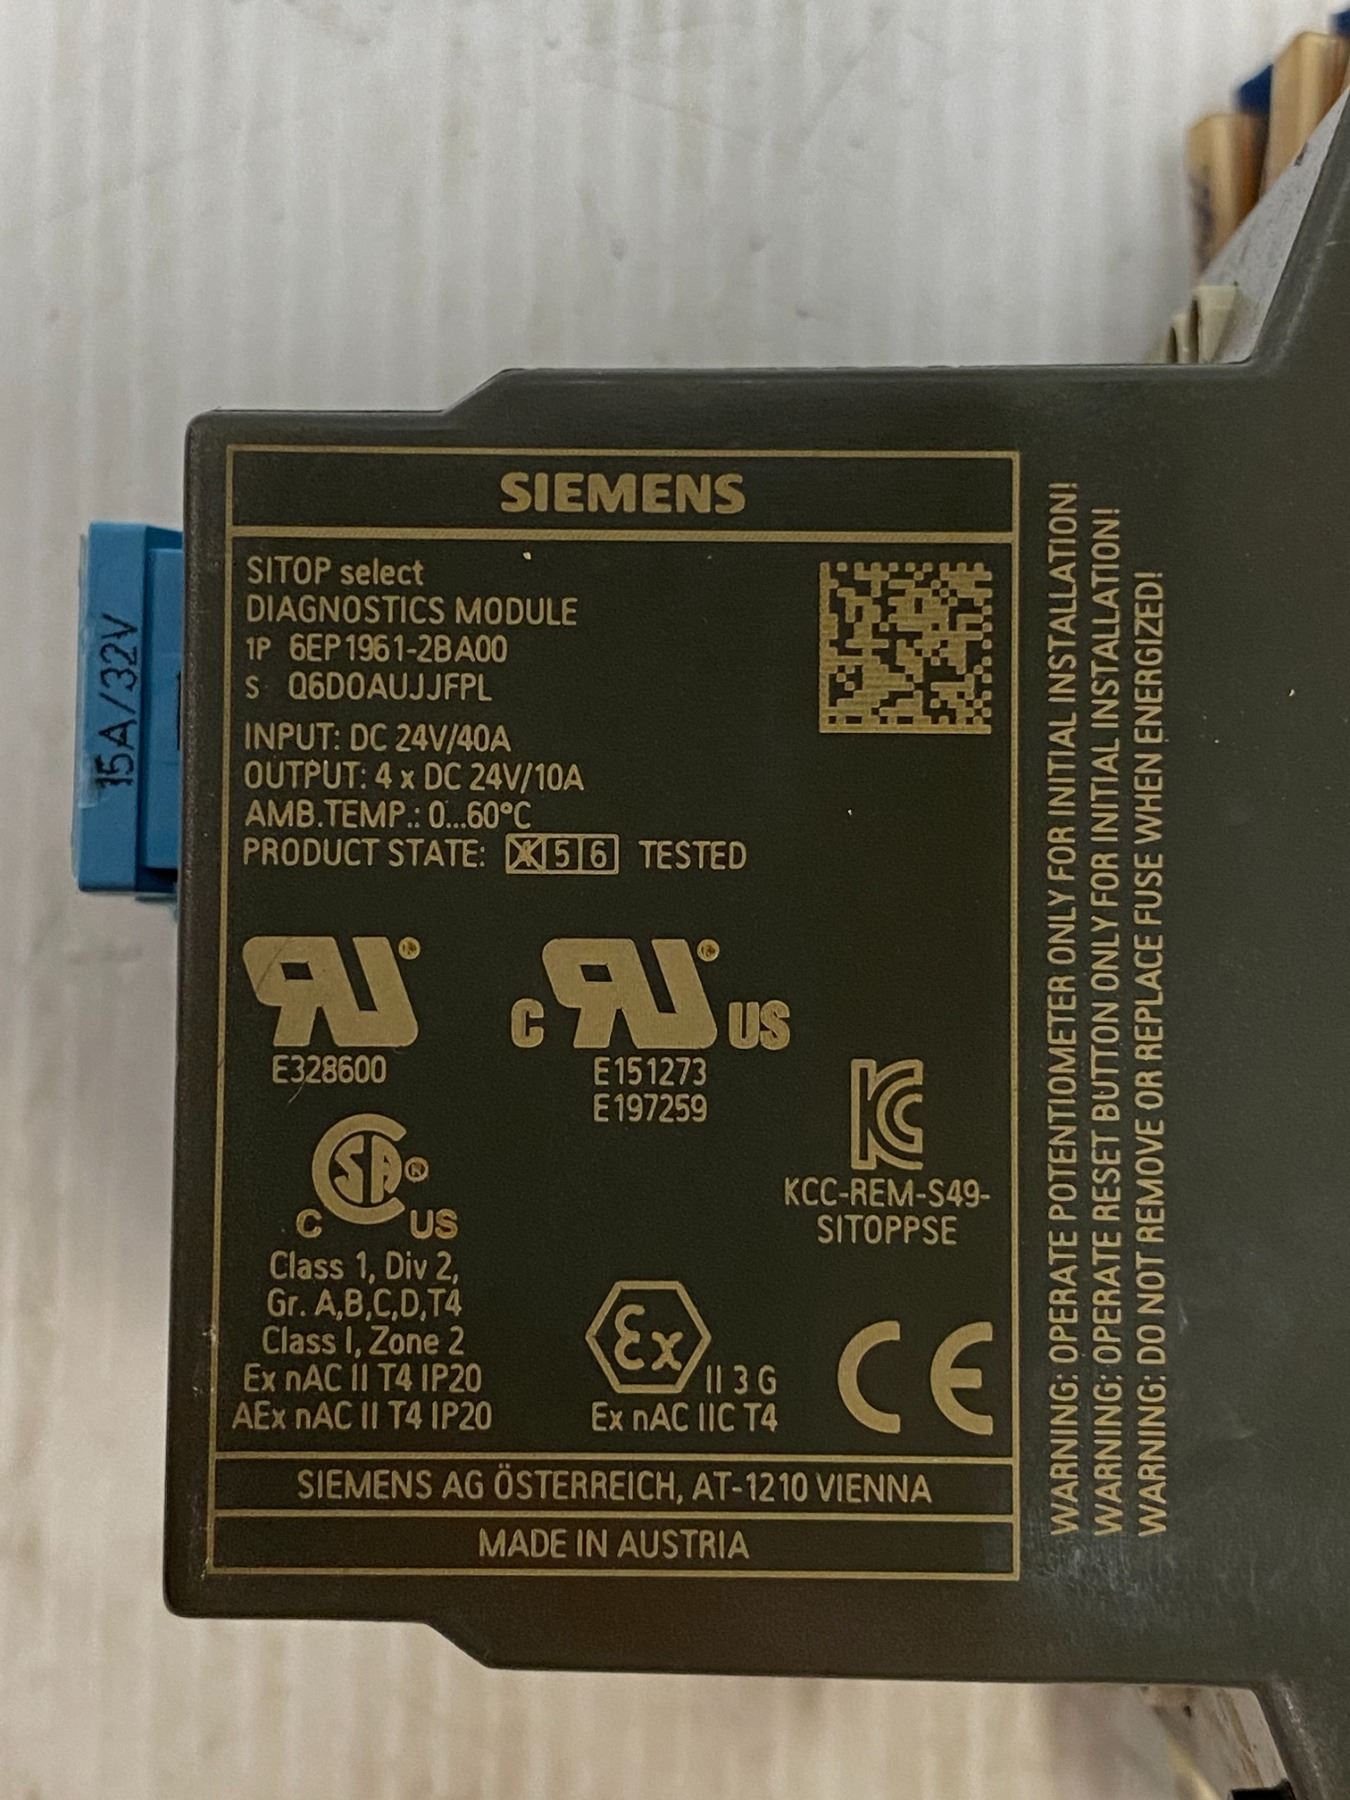 SIEMENS
SITOP select
DIAGNOSTICS MODULE
1P 6EP1961-2BA00
S Q6D0AUJJFPL
INPUT: DC 24V/40A
OUTPUT: 4 x DC 24V/10A
AMB.TEMP.: 0...60°C
PRODUCT STATE: 5 6 TESTED
15A/32V
E328600
C US
E151273
E197259
CSA
C US
KCC-REM-S49-
SITOPPSE
Class 1, Div 2,
Gr. A,B,C,D,T4
Class I, Zone 2
Ex nAC II T4 IP20
AEx nAC II T4 IP20
Ex II 3 G
Ex nAC IIC T4
CE
SIEMENS AG ÖSTERREICH, AT-1210 VIENNA
MADE IN AUSTRIA
WARNING: OPERATE POTENTIOMETER ONLY FOR INITIAL INSTALLATION!
WARNING: OPERATE RESET BUTTON ONLY FOR INITIAL INSTALLATION!
WARNING: DO NOT REMOVE OR REPLACE FUSE WHEN ENERGIZED!